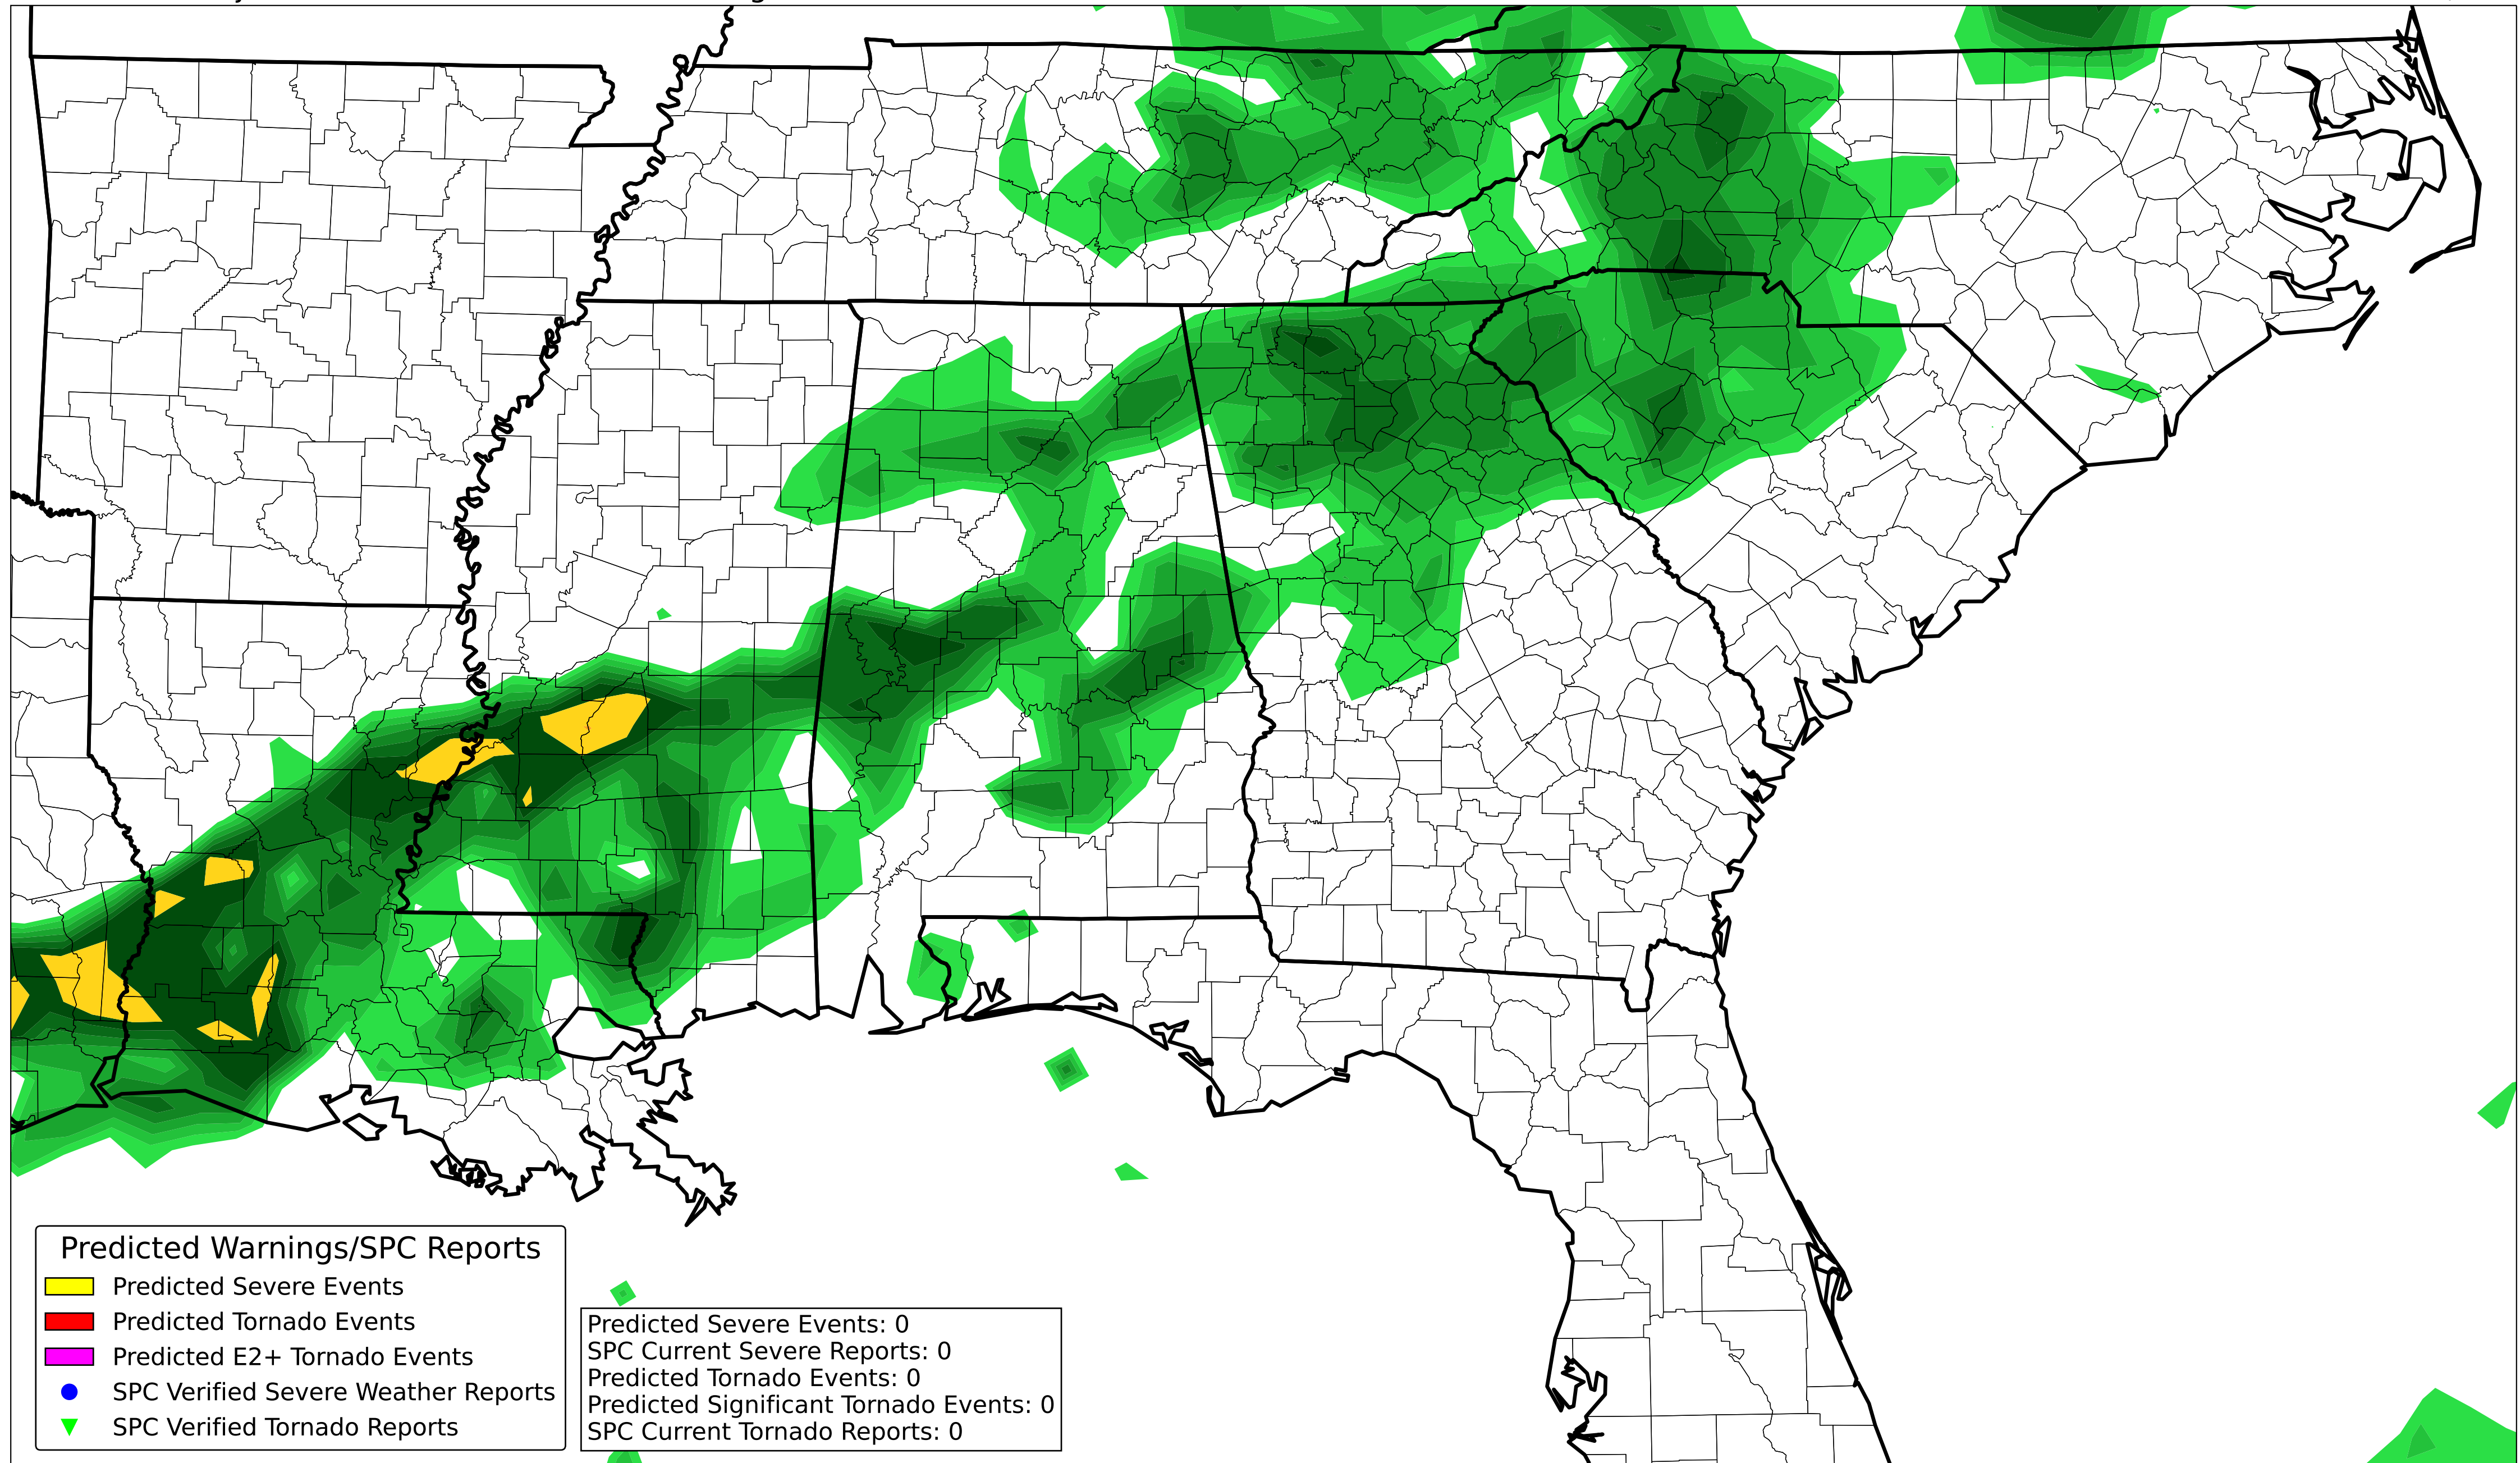 Predicted Warnings/SPC Reports
Predicted Severe Events
Predicted Tornado Events
Predicted E2+ Tornado Events
SPC Verified Severe Weather Reports
SPC Verified Tornado Reports
Predicted Severe Events: 0
SPC Current Severe Reports: 0
Predicted Tornado Events: 0
Predicted Significant Tornado Events: 0
SPC Current Tornado Reports: 0